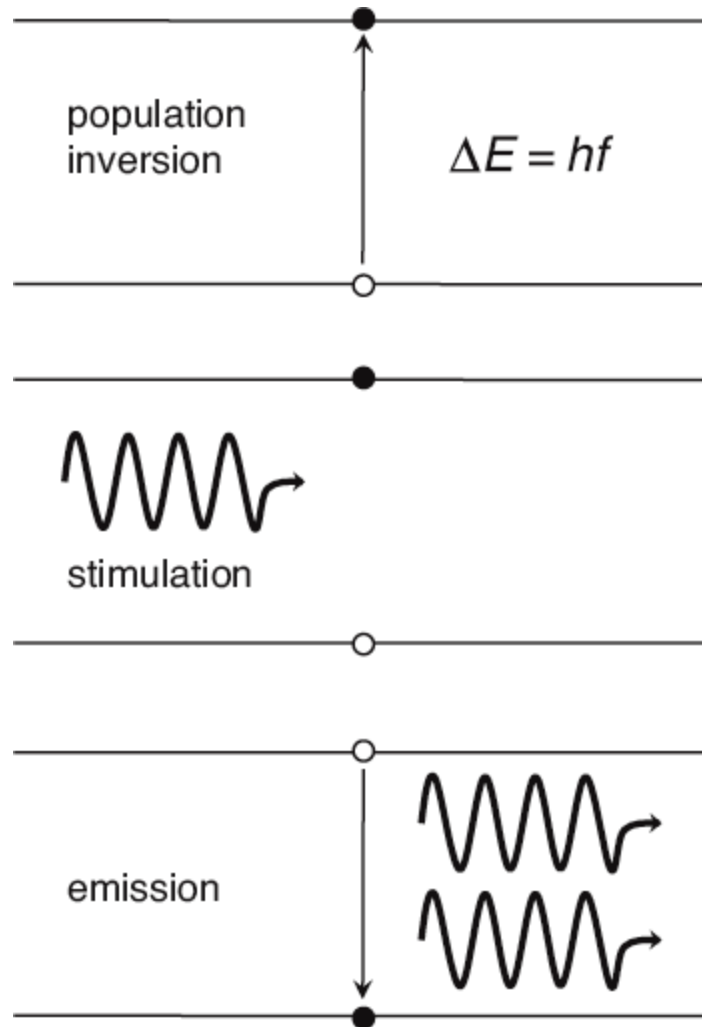 population
inversion
ΔE = hf
stimulation
emission